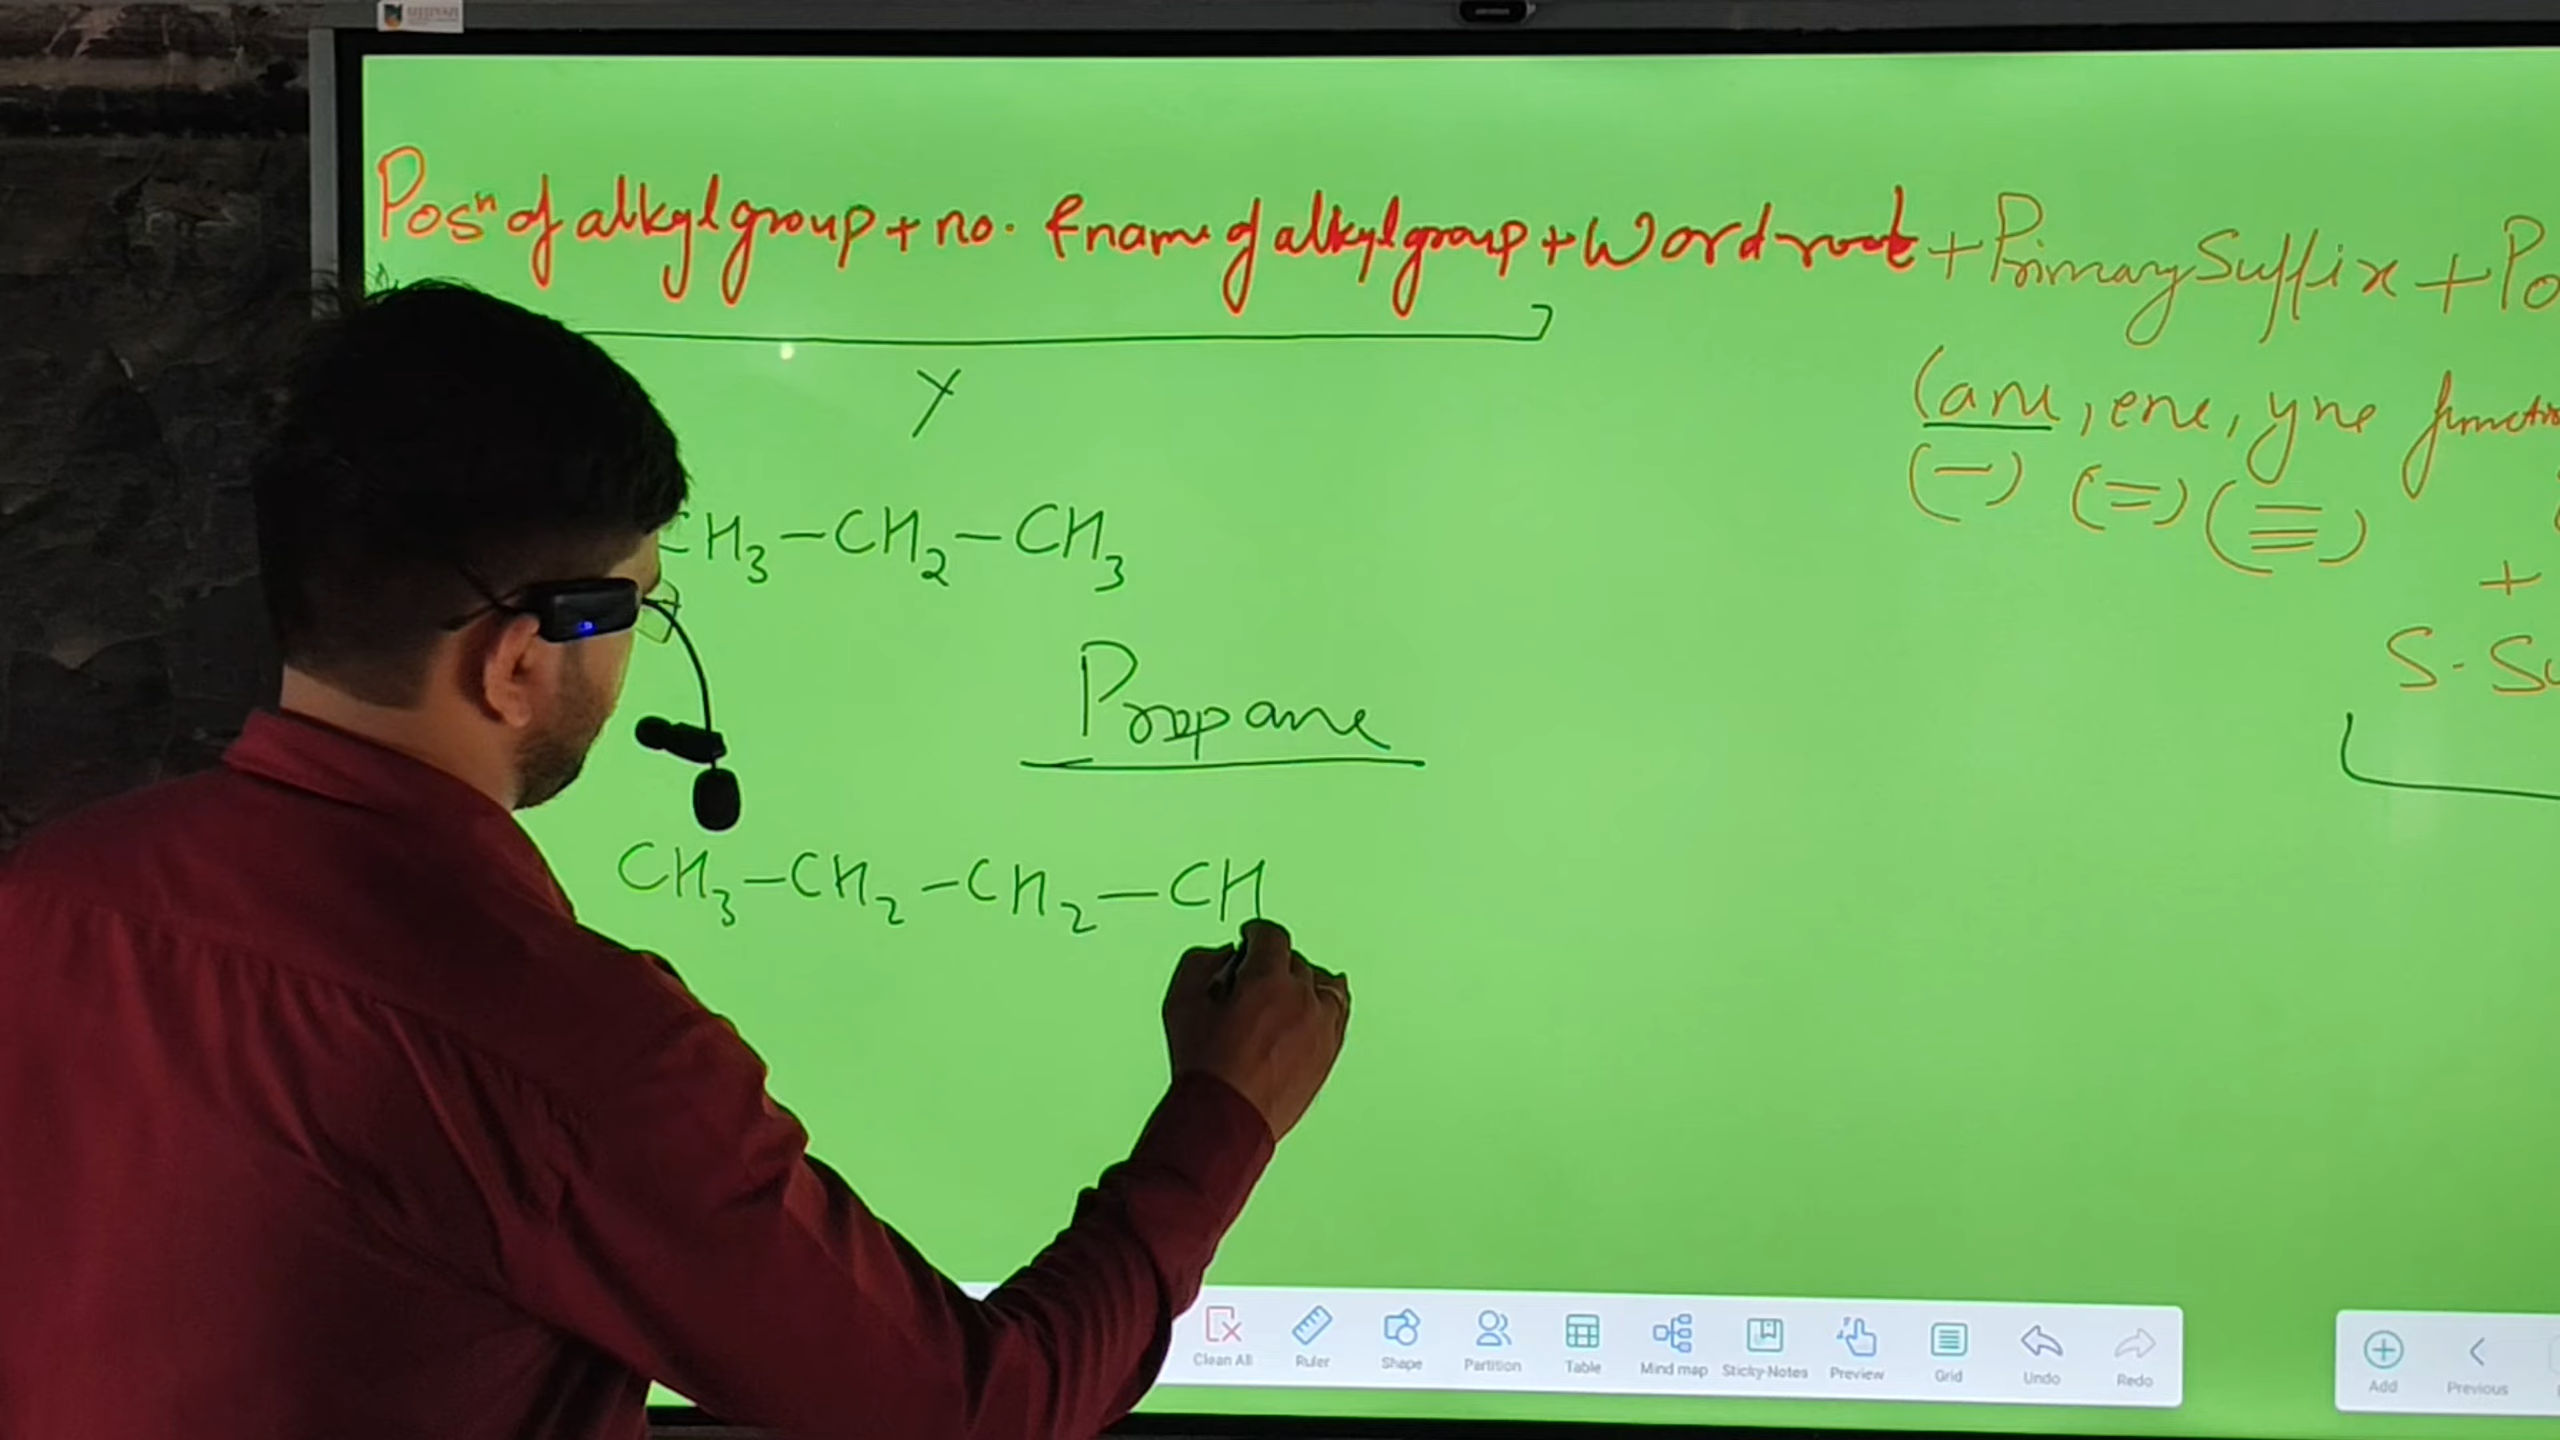 Posⁿ of alkyl group + no. & name of alkyl group + Word root + Primary Suffix + Po
(ane, ene, yne function
(-) (=) (≡)
Y
CH3-CH2-CH3
+
S-Su
Propane
CH3-CH2-CH2-CH
Clean All Ruler Shape Partition Table Mind map Sticky-Notes Preview Grid Undo Redo Add Previous